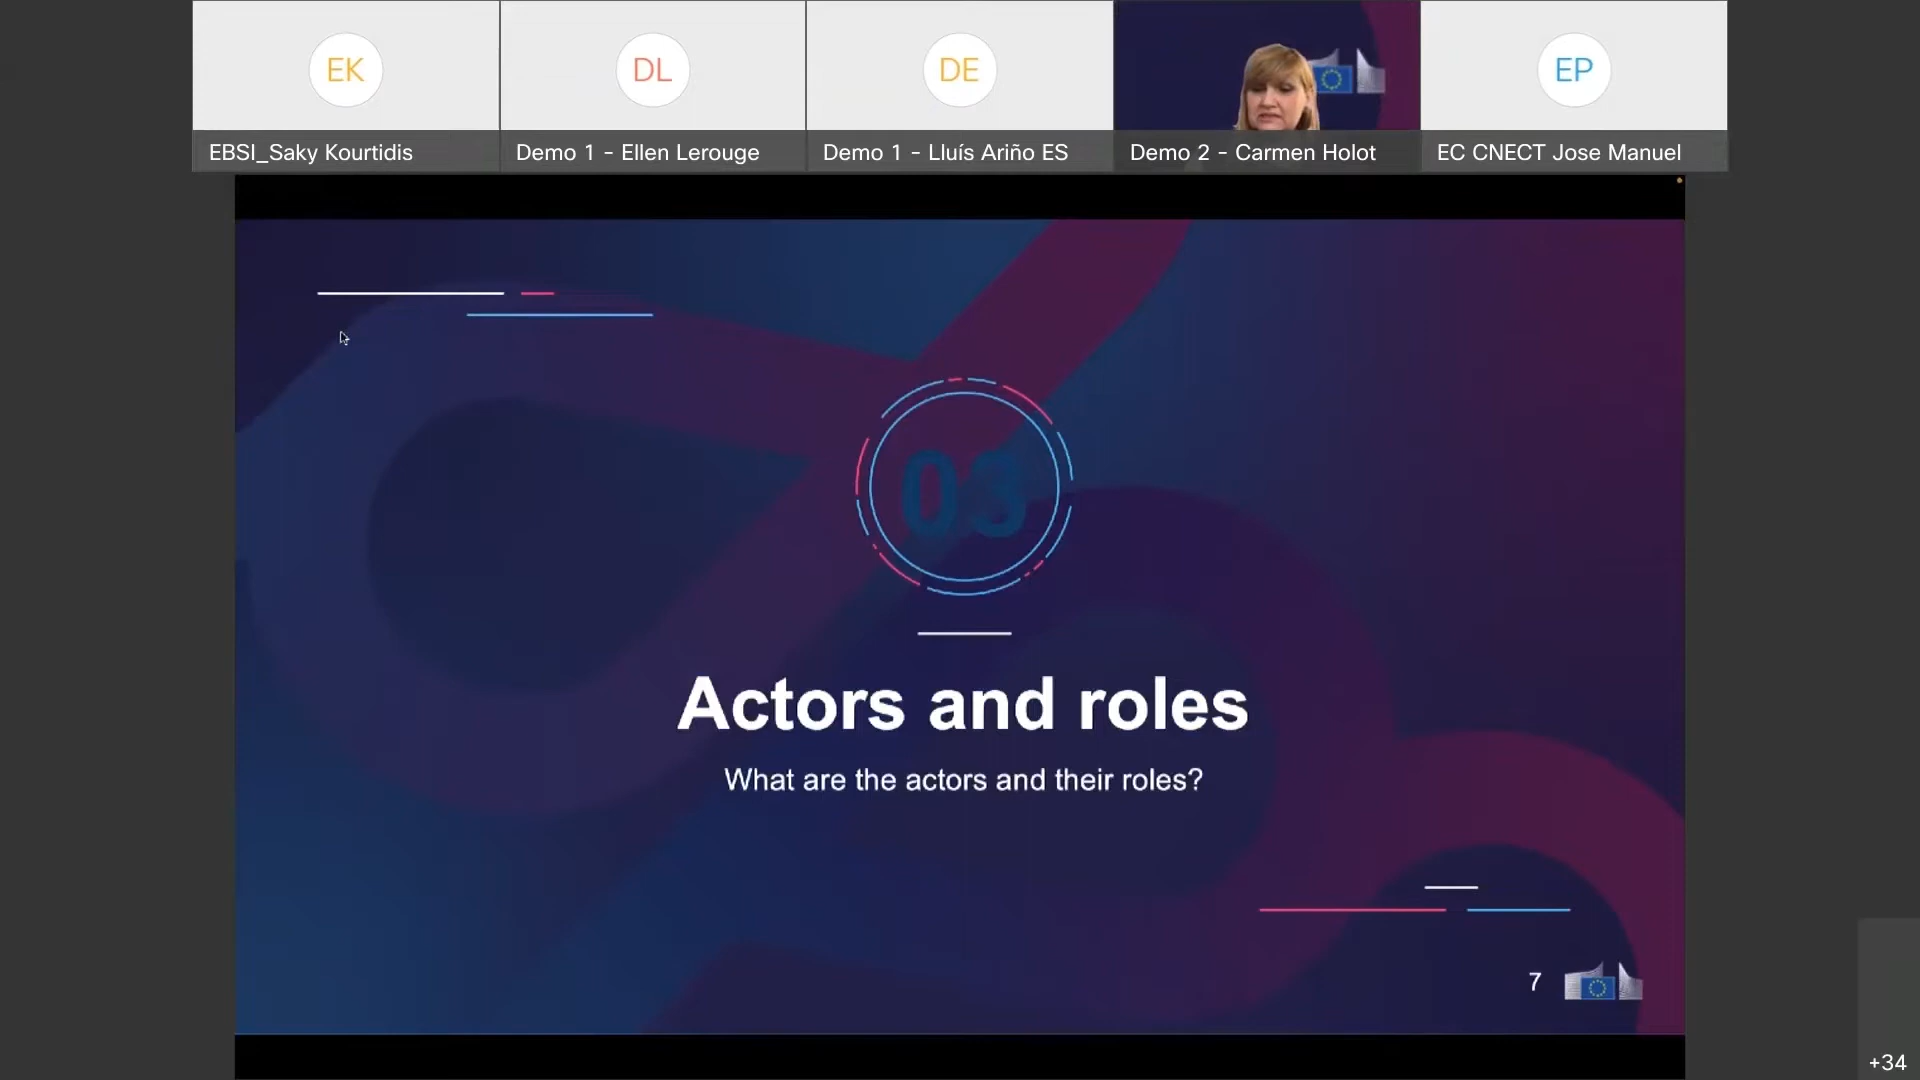 EK
DL
DE
EP
EBSI_Saky Kourtidis
Demo 1 - Ellen Lerouge
Demo 1 - Lluís Ariño ES
Demo 2 - Carmen Holot
EC CNECT Jose Manuel
03
Actors and roles
What are the actors and their roles?
7
+34